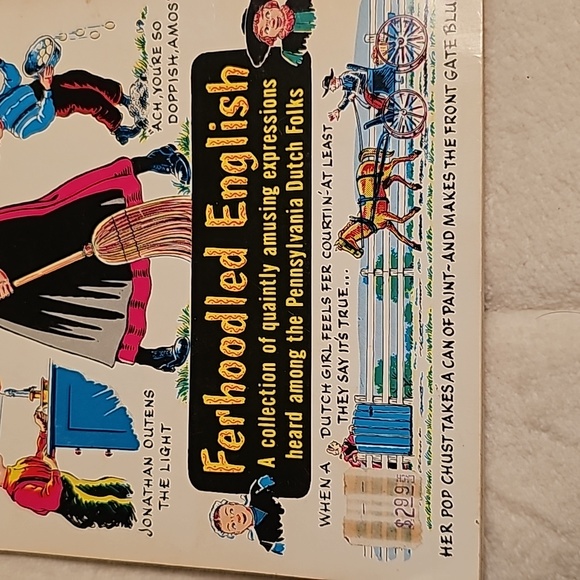 "ACH, YOU'RE SO
DOPPISH, AMOS
JONATHAN OUTENS
THE LIGHT
Ferhoodled English
A collection of quaintly amusing expressions
heard among the Pennsylvania Dutch Folks
WHEN A DUTCH GIRL FEELS FER COURTIN' AT LEAST
THEY SAY IT'S TRUE...
$29.95
HER POP CHUST TAKES A CAN OF PAINT - AND MAKES THE FRONT GATE BLU